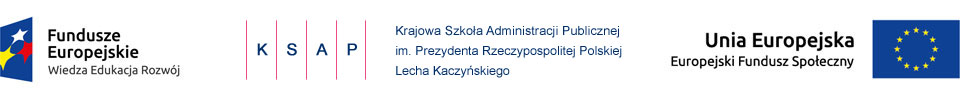 Fundusze
Europejskie
Wiedza Edukacja Rozwój
K S A P
Krajowa Szkoła Administracji Publicznej
im. Prezydenta Rzeczypospolitej Polskiej
Lecha Kaczyńskiego
Unia Europejska
Europejski Fundusz Społeczny